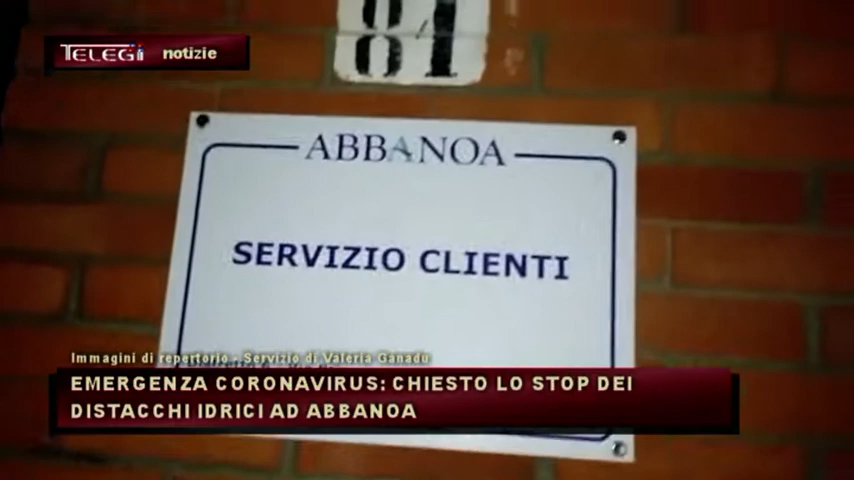 81
TELEGI notizie
ABBANOA
SERVIZIO CLIENTI
Immagini di repertorio - Servizio di Valeria Ganadu
EMERGENZA CORONAVIRUS: CHIESTO LO STOP DEI
DISTACCHI IDRICI AD ABBANOA